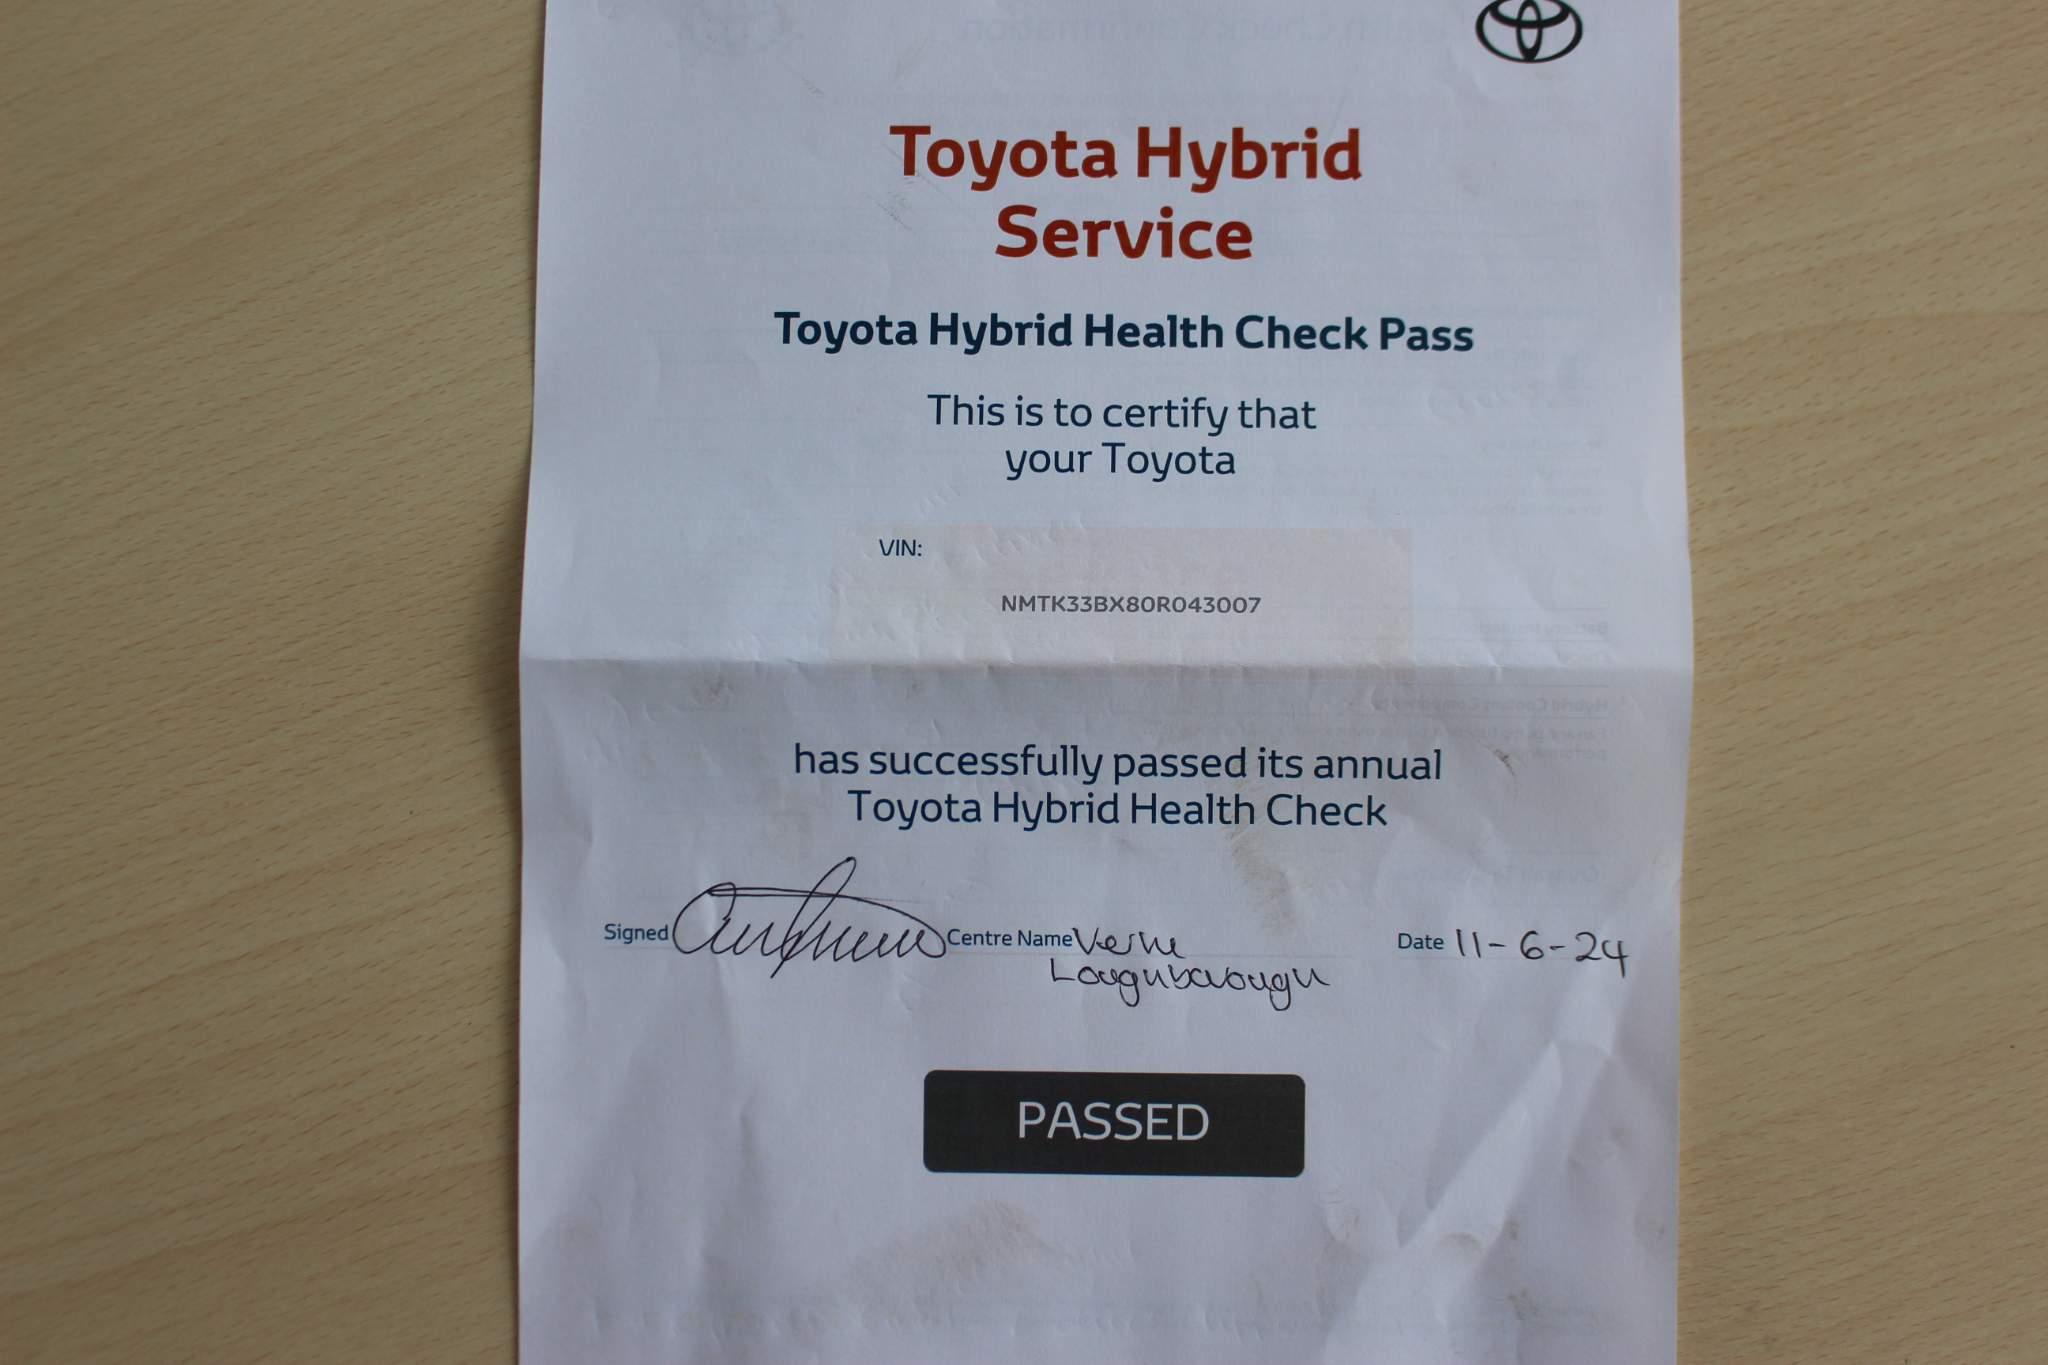 Toyota Hybrid
Service
Toyota Hybrid Health Check Pass
This is to certify that
your Toyota
VIN:
NMTK33BX80R043007
has successfully passed its annual
Toyota Hybrid Health Check
Signed Centre Name Verne Date 11-6-24
Loughborough
PASSED